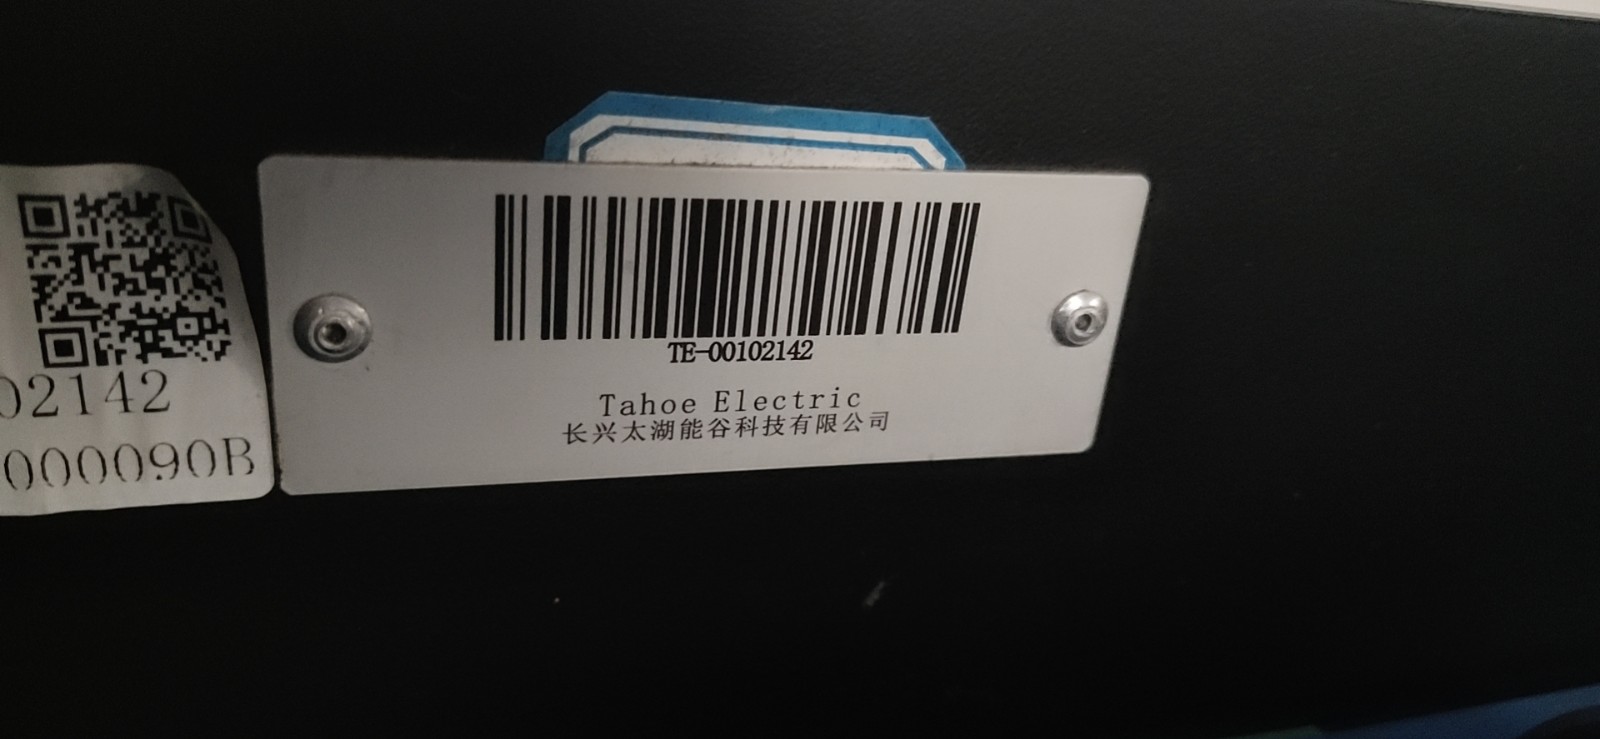 02142
000090B
TE-00102142
Tahoe Electric
长兴太湖能谷科技有限公司